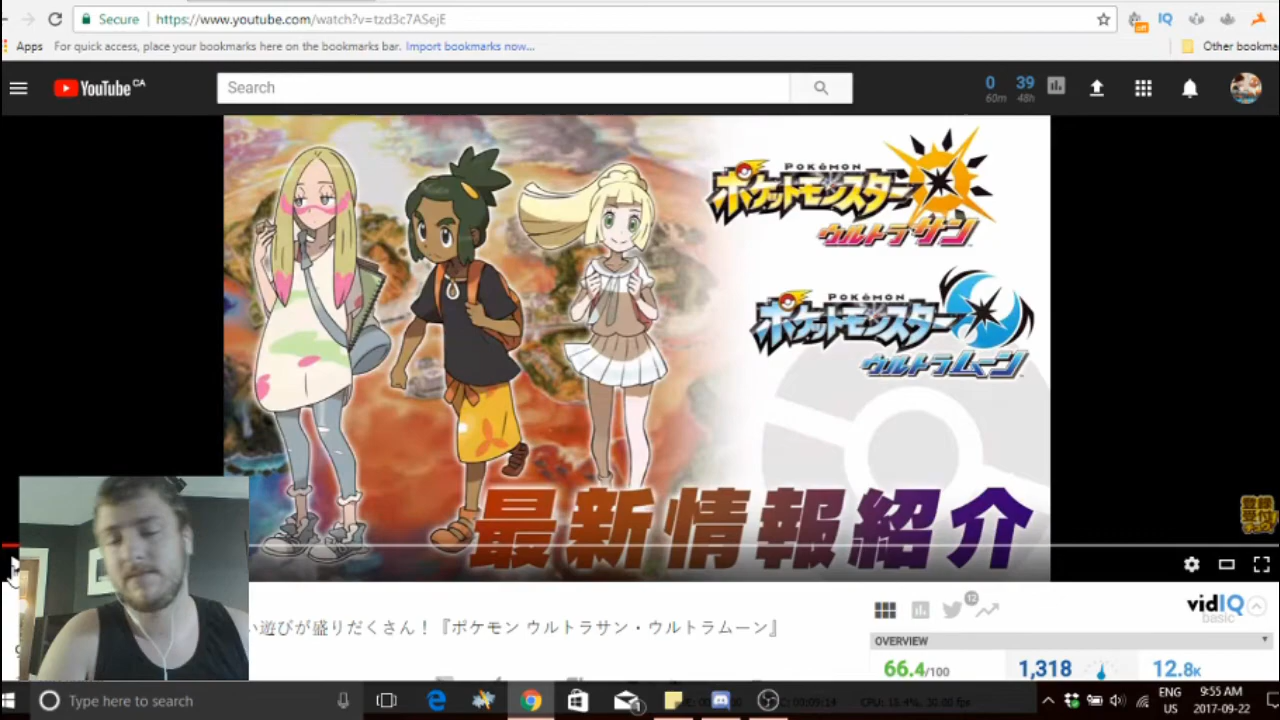 Secure | https://www.youtube.com/watch?v=tzd3c7ASejE
Apps For quick access, place your bookmarks here on the bookmarks bar. Import bookmarks now... Other bookma
YouTube CA Search 0 60m 39 48h
POKéMON
ポケットモンスター
ウルトラサン
POKéMON
ポケットモンスター
ウルトラムーン
最新情報紹介
登録
受付
vidIQ
basic
12
い遊びが盛りだくさん！『ポケモン ウルトラサン・ウルトラムーン』
OVERVIEW
66.4/100 1,318 12.8K
Type here to search
ENG
US
9:55 AM
2017-09-22